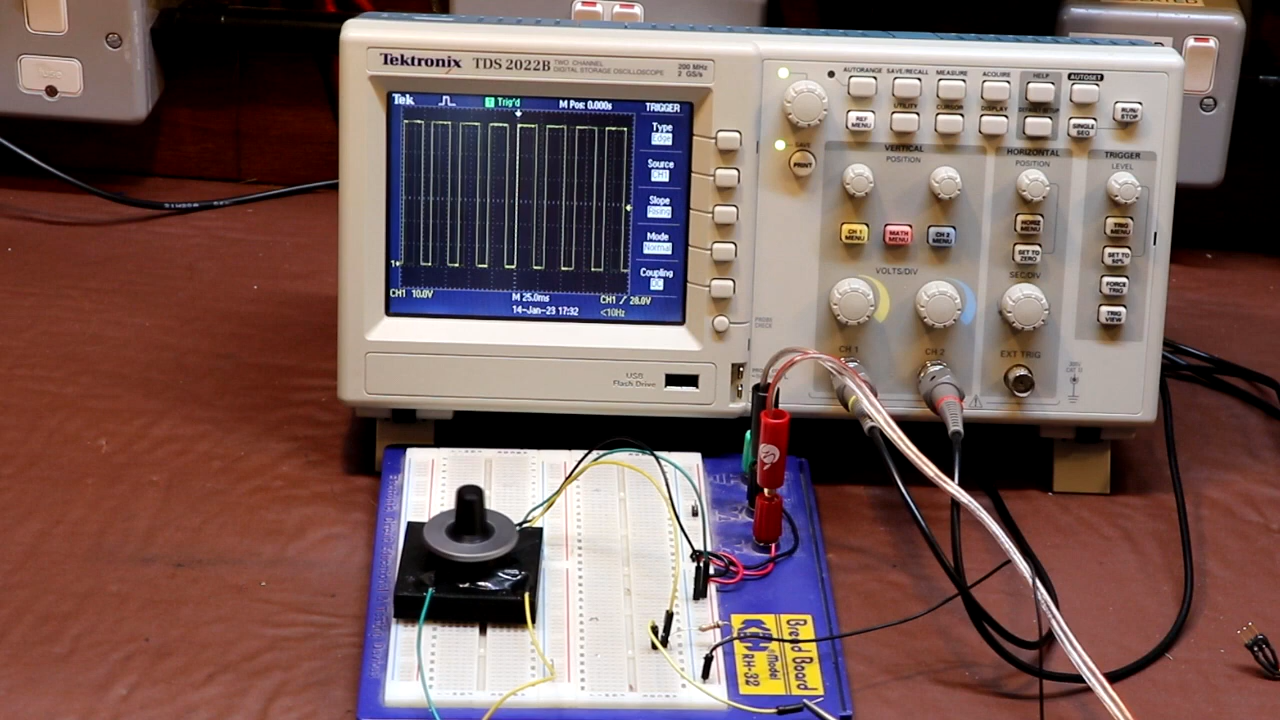 Tektronix TDS 2022B TWO CHANNEL DIGITAL STORAGE OSCILLOSCOPE 200 MHz 2 GS/s
Tek Trig'd M Pos: 0.000s TRIGGER
Type
Edge
Source
CH1
Slope
Rising
Mode
Normal
Coupling
DC
CH1 10.0V M 25.0ms CH1 / 28.0V
14-Jan-23 17:32 <10Hz
AUTORANGE SAVE/RECALL MEASURE ACQUIRE HELP AUTOSET
UTILITY CURSOR DISPLAY DEFAULT SETUP
REF MENU
SINGLE SEQ
RUN/STOP
SAVE
PRINT
VERTICAL
POSITION
HORIZONTAL
POSITION
TRIGGER
LEVEL
CH 1 MENU
MATH MENU
CH 2 MENU
HORIZ MENU
SET TO ZERO
TRIG MENU
SET TO 50%
FORCE TRIG
TRIG VIEW
VOLTS/DIV
SEC/DIV
CH 1
CH 2
EXT TRIG
PROBE CHECK
USB
Flash Drive
Bread Board
Model
RH-32